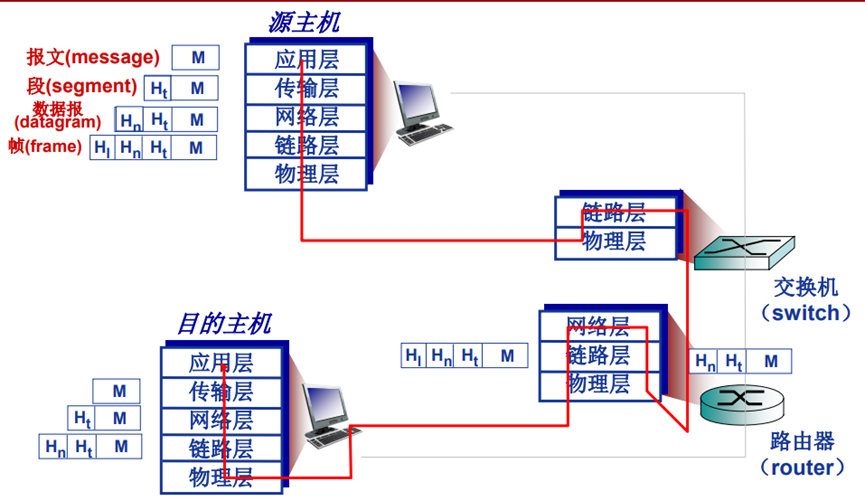 源主机
报文(message) M
段(segment) Ht M
数据报
(datagram) Hn Ht M
帧(frame) Hl Hn Ht M
应用层
传输层
网络层
链路层
物理层
链路层
物理层
交换机
（switch）
网络层
链路层
物理层
Hl Hn Ht M
Hn Ht M
路由器
（router）
目的主机
应用层
传输层
网络层
链路层
物理层
M
Ht M
Hn Ht M